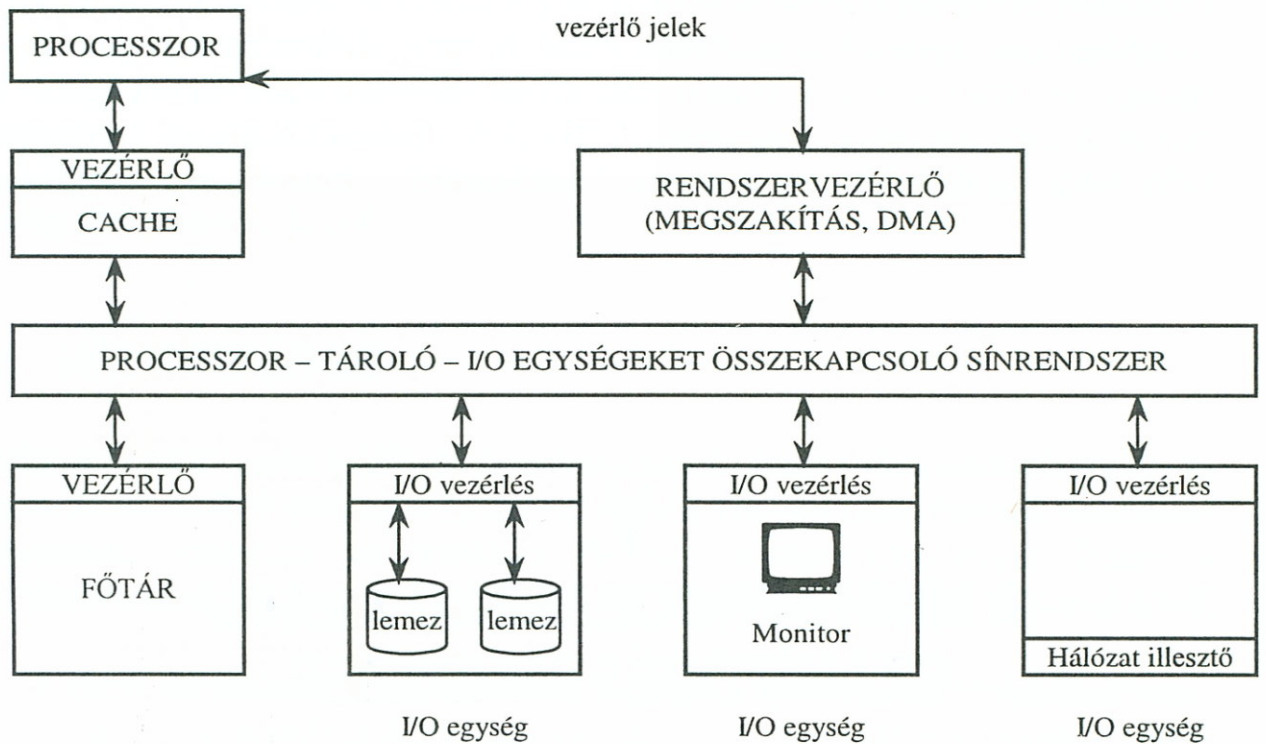 PROCESSZOR
vezérlő jelek
VEZÉRLŐ
CACHE
RENDSZERVEZÉRLŐ
(MEGSZAKÍTÁS, DMA)
PROCESSZOR – TÁROLÓ – I/O EGYSÉGEKET ÖSSZEKAPCSOLÓ SÍNRENDSZER
VEZÉRLŐ
FŐTÁR
I/O vezérlés
lemez
lemez
I/O egység
I/O vezérlés
Monitor
I/O egység
I/O vezérlés
Hálózat illesztő
I/O egység